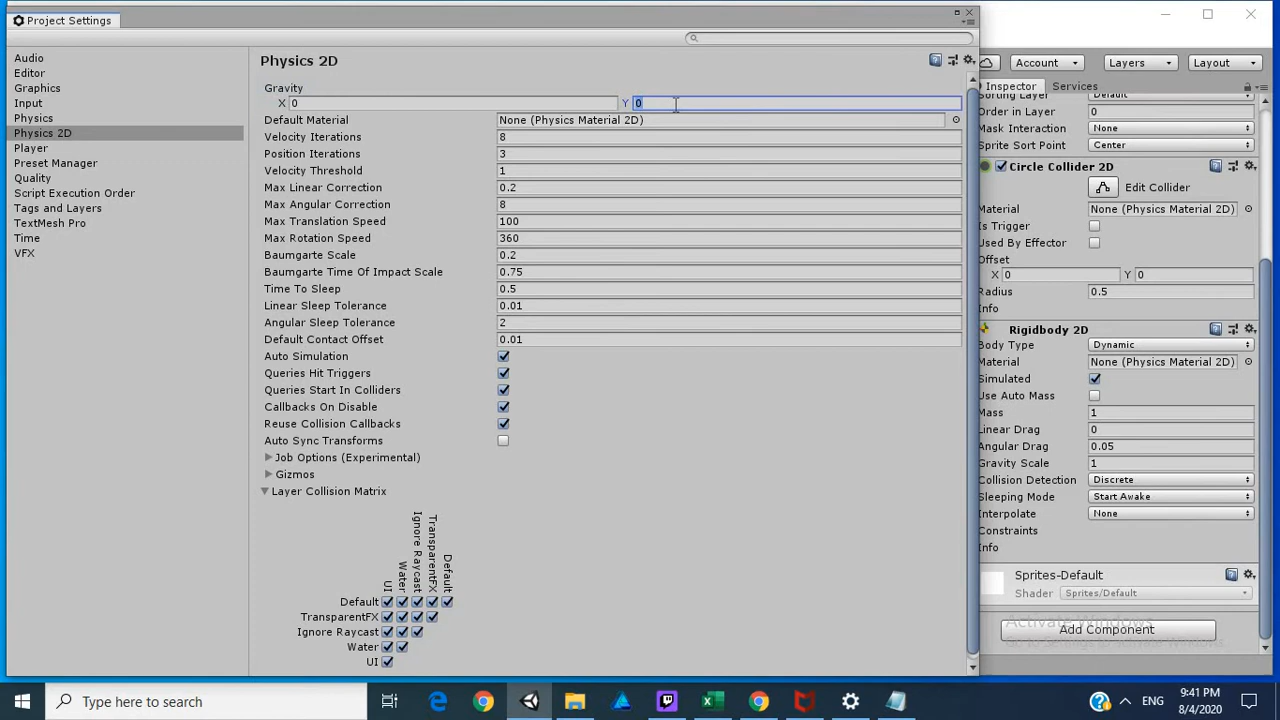 Project Settings
Audio
Editor
Graphics
Input
Physics
Physics 2D
Player
Preset Manager
Quality
Script Execution Order
Tags and Layers
TextMesh Pro
Time
VFX
Physics 2D
Gravity
X 0 Y 0
Default Material None (Physics Material 2D)
Velocity Iterations 8
Position Iterations 3
Velocity Threshold 1
Max Linear Correction 0.2
Max Angular Correction 8
Max Translation Speed 100
Max Rotation Speed 360
Baumgarte Scale 0.2
Baumgarte Time Of Impact Scale 0.75
Time To Sleep 0.5
Linear Sleep Tolerance 0.01
Angular Sleep Tolerance 2
Default Contact Offset 0.01
Auto Simulation
Queries Hit Triggers
Queries Start In Colliders
Callbacks On Disable
Reuse Collision Callbacks
Auto Sync Transforms
Job Options (Experimental)
Gizmos
Layer Collision Matrix
UI
Water
Ignore Raycast
TransparentFX
Default
Default
TransparentFX
Ignore Raycast
Water
UI
Account Layers Layout
Inspector Services
Sorting Layer Default
Order in Layer 0
Mask Interaction None
Sprite Sort Point Center
Circle Collider 2D
Edit Collider
Material None (Physics Material 2D)
Is Trigger
Used By Effector
Offset
X 0 Y 0
Radius 0.5
Info
Rigidbody 2D
Body Type Dynamic
Material None (Physics Material 2D)
Simulated
Use Auto Mass
Mass 1
Linear Drag 0
Angular Drag 0.05
Gravity Scale 1
Collision Detection Discrete
Sleeping Mode Start Awake
Interpolate None
Constraints
Info
Sprites-Default
Shader Sprites/Default
Activate Windows
Go to Settings to activate Windows.
Add Component
Type here to search
ENG
9:41 PM
8/4/2020